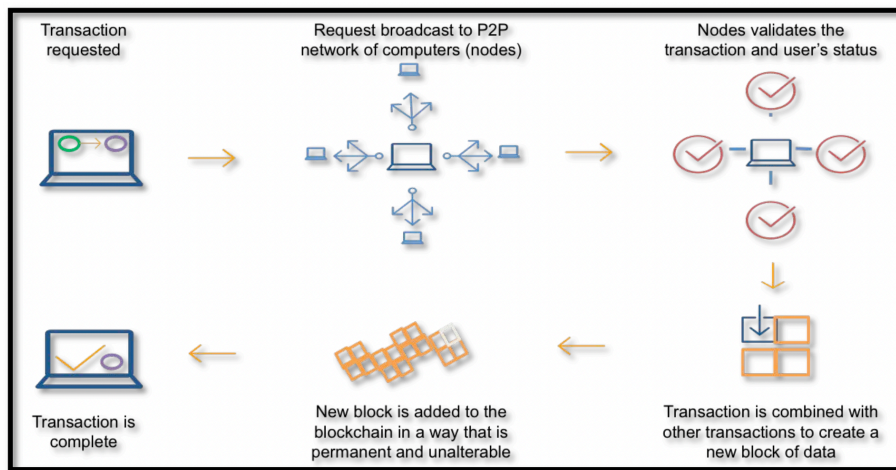 Transaction
requested
Request broadcast to P2P
network of computers (nodes)
Nodes validates the
transaction and user's status
Transaction is combined with
other transactions to create a
new block of data
New block is added to the
blockchain in a way that is
permanent and unalterable
Transaction is
complete